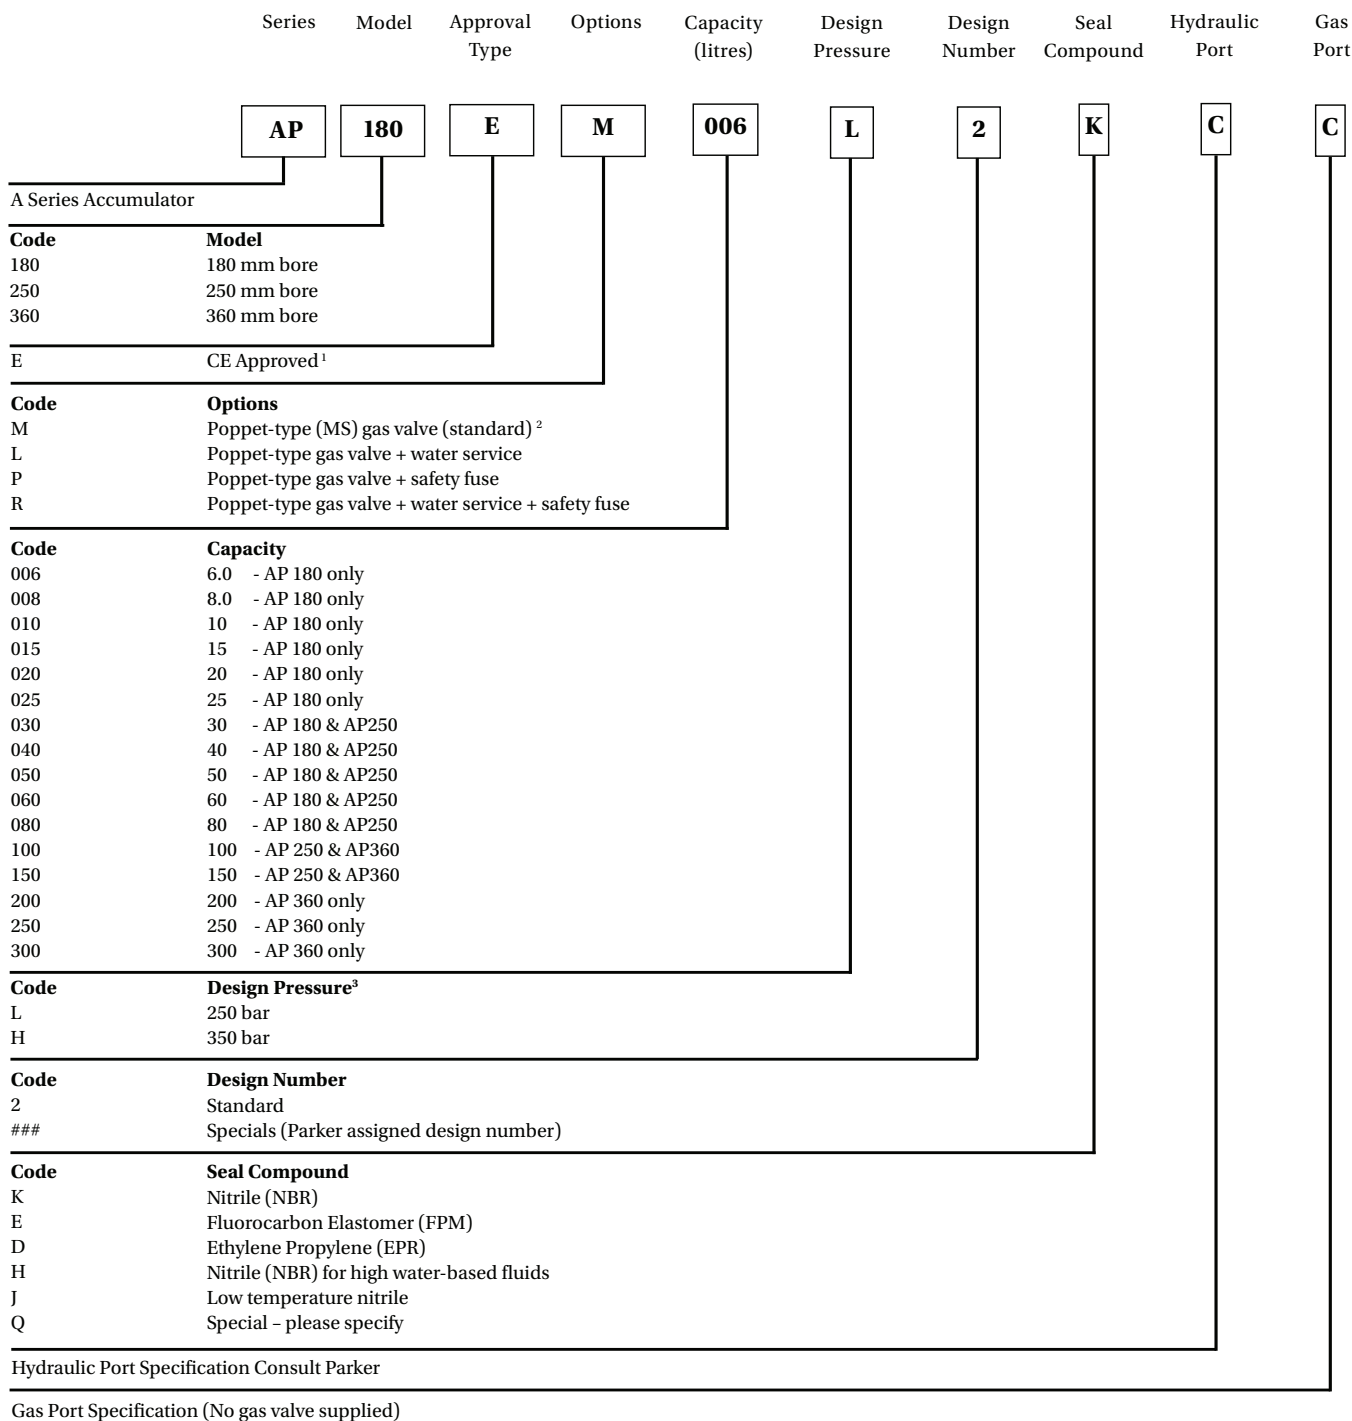 Series Model Approval Options Capacity Design Design Seal Hydraulic Gas
Type (litres) Pressure Number Compound Port Port
AP 180 E M 006 L 2 K C C
A Series Accumulator
Code Model
180 180 mm bore
250 250 mm bore
360 360 mm bore
E CE Approved ¹
Code Options
M Poppet-type (MS) gas valve (standard) ²
L Poppet-type gas valve + water service
P Poppet-type gas valve + safety fuse
R Poppet-type gas valve + water service + safety fuse
Code Capacity
006 6.0 - AP 180 only
008 8.0 - AP 180 only
010 10 - AP 180 only
015 15 - AP 180 only
020 20 - AP 180 only
025 25 - AP 180 only
030 30 - AP 180 & AP250
040 40 - AP 180 & AP250
050 50 - AP 180 & AP250
060 60 - AP 180 & AP250
080 80 - AP 180 & AP250
100 100 - AP 250 & AP360
150 150 - AP 250 & AP360
200 200 - AP 360 only
250 250 - AP 360 only
300 300 - AP 360 only
Code Design Pressure³
L 250 bar
H 350 bar
Code Design Number
2 Standard
### Specials (Parker assigned design number)
Code Seal Compound
K Nitrile (NBR)
E Fluorocarbon Elastomer (FPM)
D Ethylene Propylene (EPR)
H Nitrile (NBR) for high water-based fluids
J Low temperature nitrile
Q Special – please specify
Hydraulic Port Specification Consult Parker
Gas Port Specification (No gas valve supplied)